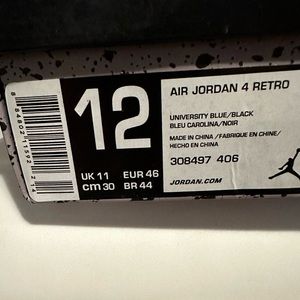 12
UK 11 EUR 46
cm 30 BR 44
AIR JORDAN 4 RETRO
UNIVERSITY BLUE/BLACK
BLEU CAROLINA/NOIR
MADE IN CHINA / FABRIQUE EN CHINE/
HECHO EN CHINA
308497 406
JORDAN.COM